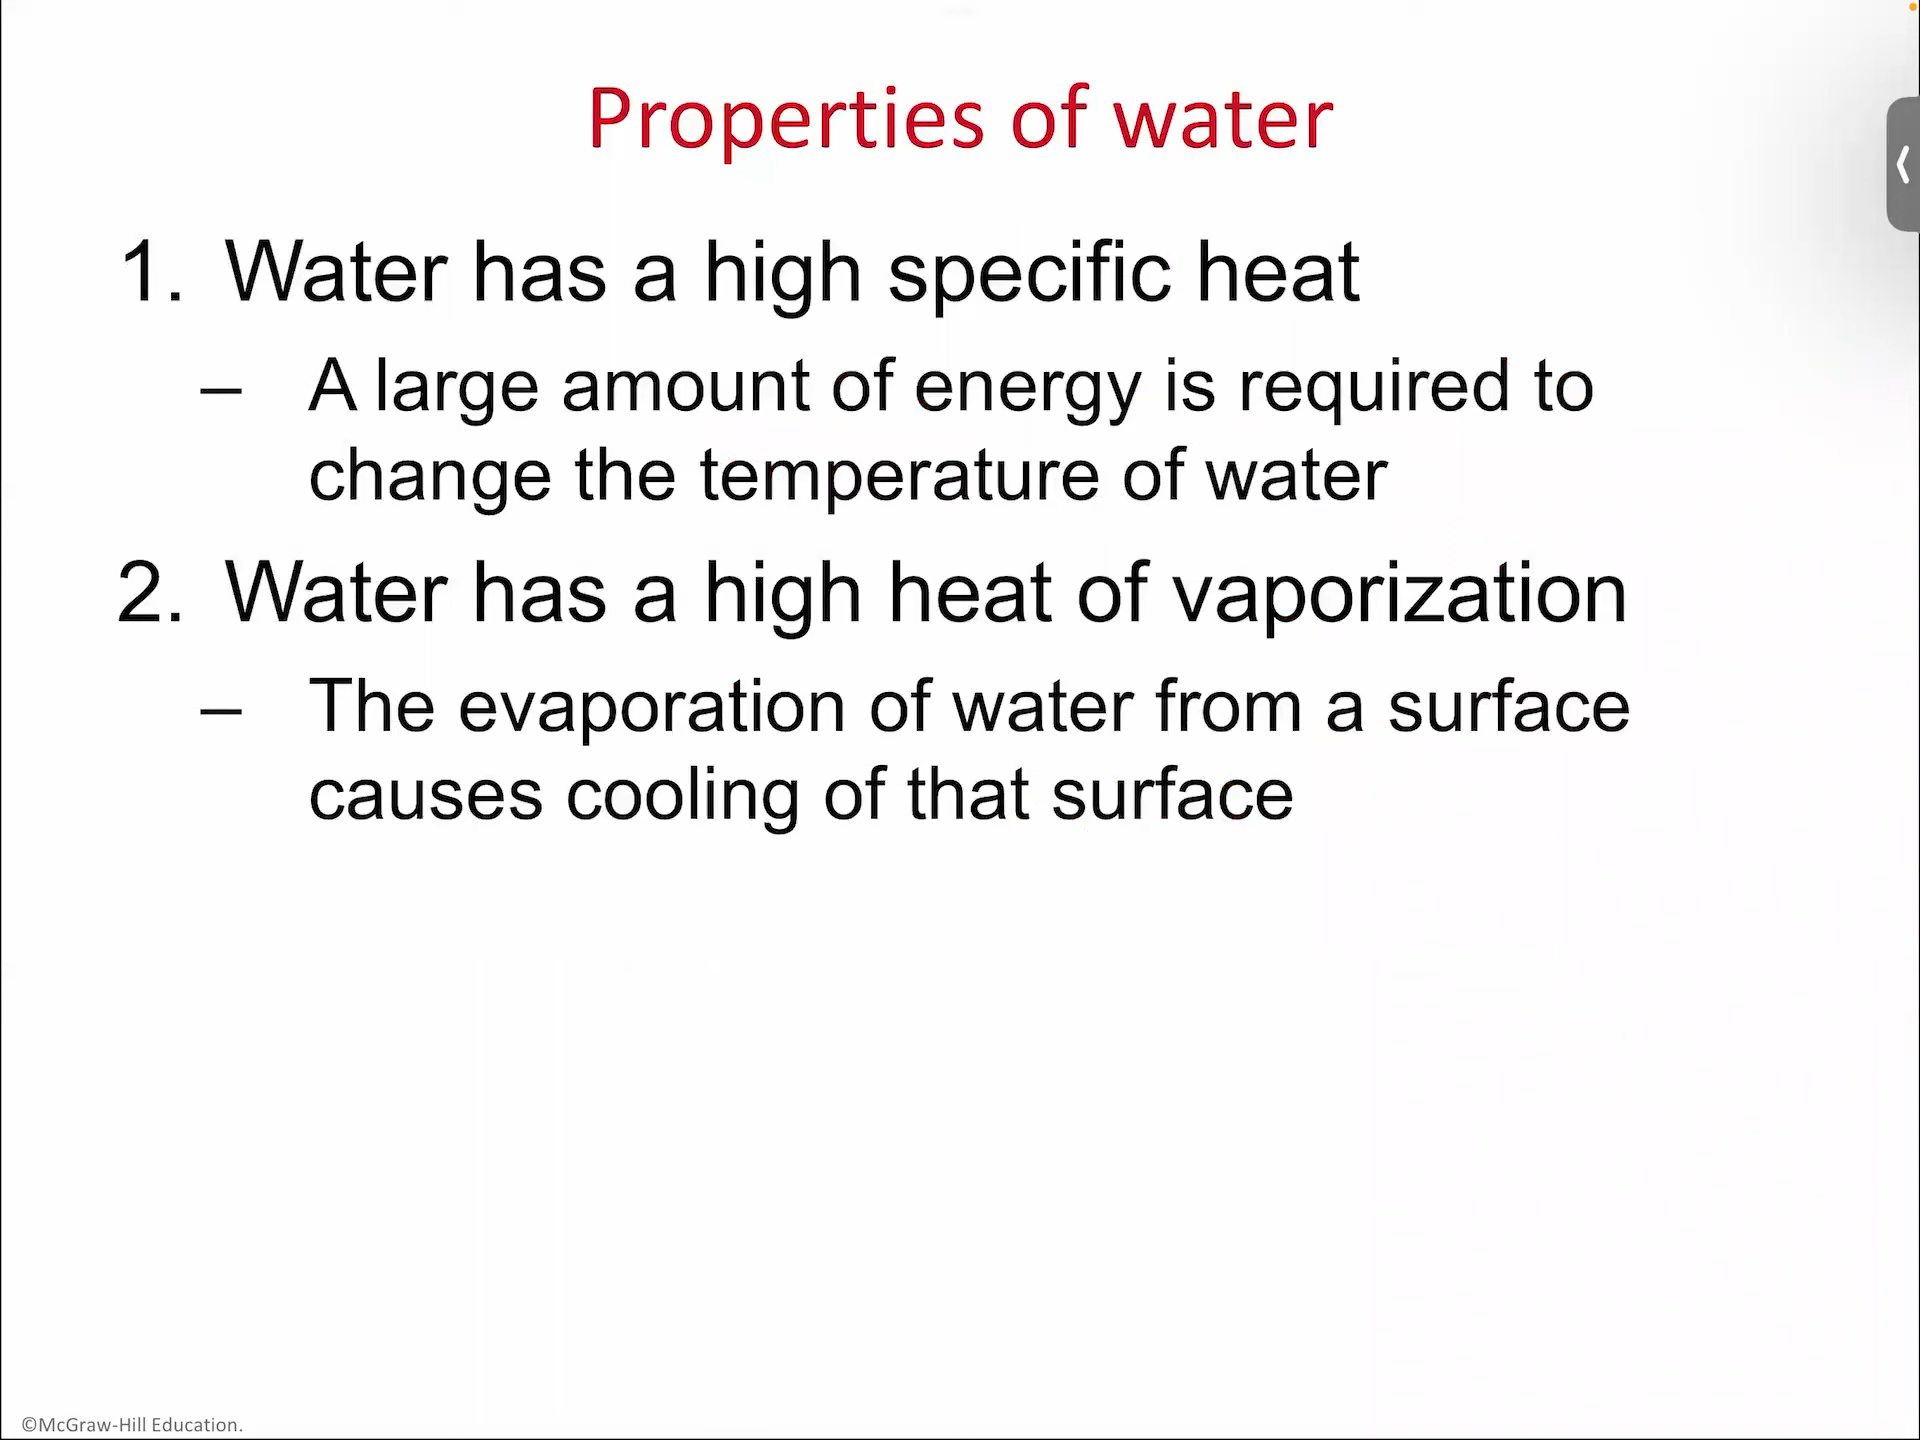 Properties of water
1. Water has a high specific heat
– A large amount of energy is required to
change the temperature of water
2. Water has a high heat of vaporization
– The evaporation of water from a surface
causes cooling of that surface
©McGraw-Hill Education.